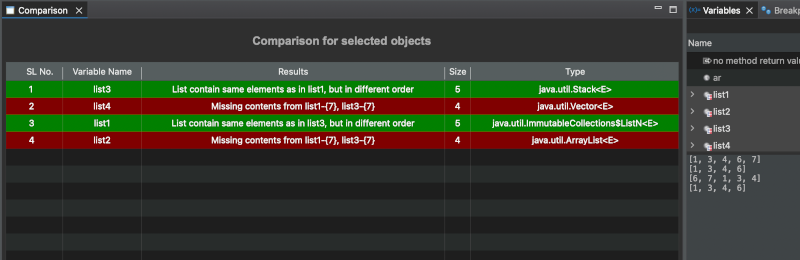 Comparison
Variables
Breakp
Comparison for selected objects
SL No. Variable Name Results Size Type
1 list3 List contain same elements as in list1, but in different order 5 java.util.Stack<E>
2 list4 Missing contents from list1-{7}, list3-{7} 4 java.util.Vector<E>
3 list1 List contain same elements as in list3, but in different order 5 java.util.ImmutableCollections$ListN<E>
4 list2 Missing contents from list1-{7}, list3-{7} 4 java.util.ArrayList<E>
Name
no method return valu
ar
list1
list2
list3
list4
[1, 3, 4, 6, 7]
[1, 3, 4, 6]
[6, 7, 1, 3, 4]
[1, 3, 4, 6]